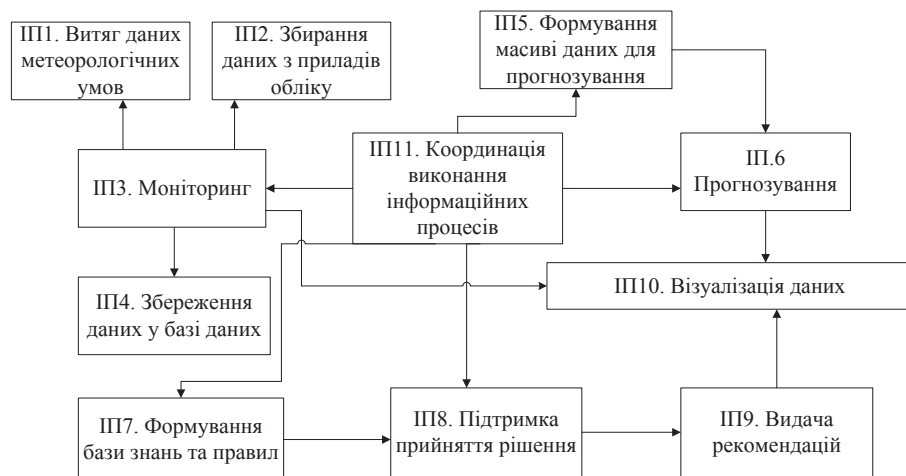 ІП1. Витяг даних
метеорологічних
умов
ІП2. Збирання
даних з приладів
обліку
ІП5. Формування
масиві даних для
прогнозування
ІП3. Моніторинг
ІП11. Координація
виконання
інформаційних
процесів
ІП.6
Прогнозування
ІП4. Збереження
даних у базі даних
ІП10. Візуалізація даних
ІП7. Формування
бази знань та правил
ІП8. Підтримка
прийняття рішення
ІП9. Видача
рекомендацій